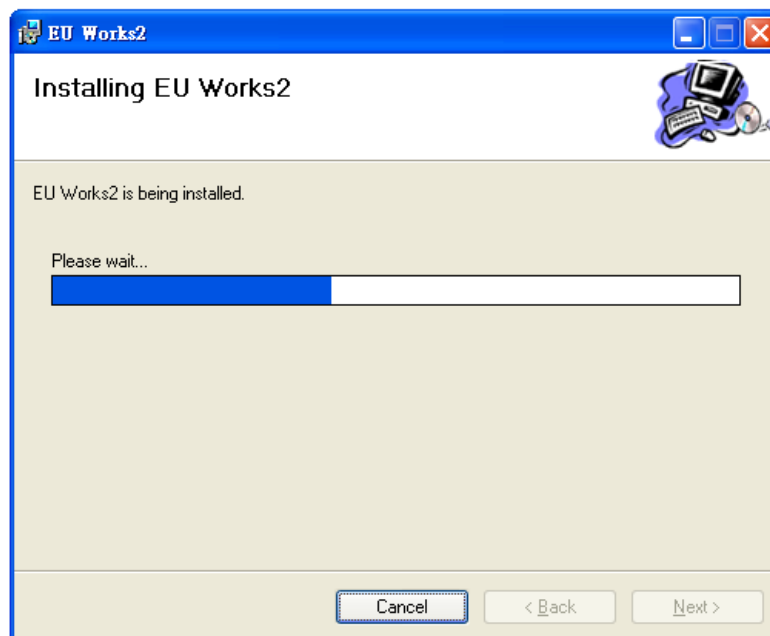 EU Works2
Installing EU Works2
EU Works2 is being installed.
Please wait...
Cancel
< Back
Next >